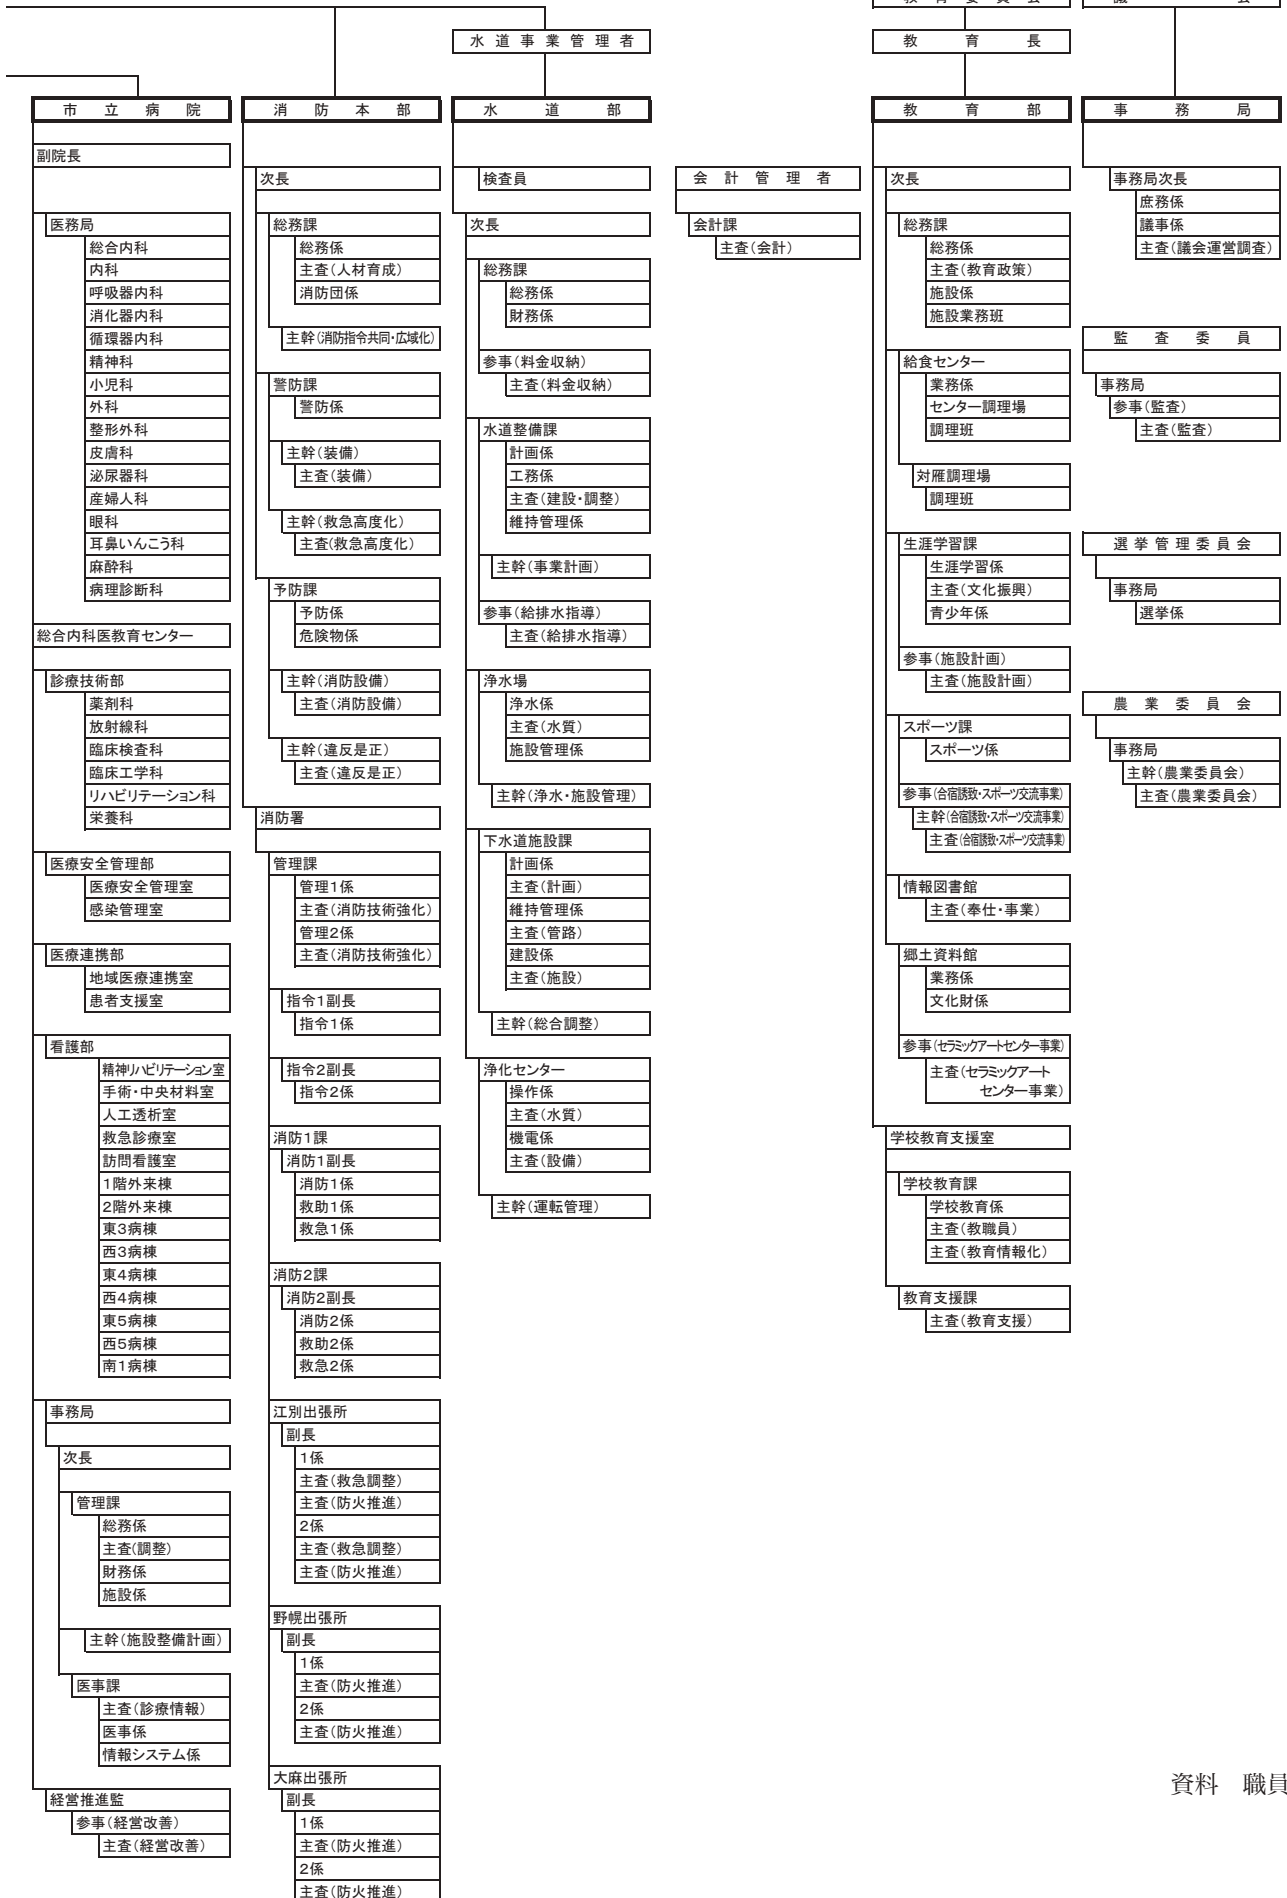 教育委員会
議会
水道事業管理者
教育長
市立病院
副院長
医務局
総合内科
内科
呼吸器内科
消化器内科
循環器内科
精神科
小児科
外科
整形外科
皮膚科
泌尿器科
産婦人科
眼科
耳鼻いんこう科
麻酔科
病理診断科
総合内科医教育センター
診療技術部
薬剤科
放射線科
臨床検査科
臨床工学科
リハビリテーション科
栄養科
医療安全管理部
医療安全管理室
感染管理室
医療連携部
地域医療連携室
患者支援室
看護部
精神リハビリテーション室
手術・中央材料室
人工透析室
救急診療室
訪問看護室
1階外来棟
2階外来棟
東3病棟
西3病棟
東4病棟
西4病棟
東5病棟
西5病棟
南1病棟
事務局
次長
管理課
総務係
主査(調整)
財務係
施設係
主幹(施設整備計画)
医事課
主査(診療情報)
医事係
情報システム係
経営推進監
参事(経営改善)
主査(経営改善)
消防本部
次長
総務課
総務係
主査(人材育成)
消防団係
主幹(消防指令共同・広域化)
警防課
警防係
主幹(装備)
主査(装備)
主幹(救急高度化)
主査(救急高度化)
予防課
予防係
危険物係
主幹(消防設備)
主査(消防設備)
主幹(違反是正)
主査(違反是正)
消防署
管理課
管理1係
主査(消防技術強化)
管理2係
主査(消防技術強化)
指令1副長
指令1係
指令2副長
指令2係
消防1課
消防1副長
消防1係
救助1係
救急1係
消防2課
消防2副長
消防2係
救助2係
救急2係
江別出張所
副長
1係
主査(救急調整)
主査(防火推進)
2係
主査(救急調整)
主査(防火推進)
野幌出張所
副長
1係
主査(防火推進)
2係
主査(防火推進)
大麻出張所
副長
1係
主査(防火推進)
2係
主査(防火推進)
水道部
検査員
次長
総務課
総務係
財務係
参事(料金収納)
主査(料金収納)
水道整備課
計画係
工務係
主査(建設・調整)
維持管理係
主幹(事業計画)
参事(給排水指導)
主査(給排水指導)
浄水場
浄水係
主査(水質)
施設管理係
主幹(浄水・施設管理)
下水道施設課
計画係
主査(計画)
維持管理係
主査(管路)
建設係
主査(施設)
主幹(総合調整)
浄化センター
操作係
主査(水質)
機電係
主査(設備)
主幹(運転管理)
会計管理者
会計課
主査(会計)
教育部
次長
総務課
総務係
主査(教育政策)
施設係
施設業務班
給食センター
業務係
センター調理場
調理班
対雁調理場
調理班
生涯学習課
生涯学習係
主査(文化振興)
青少年係
参事(施設計画)
主査(施設計画)
スポーツ課
スポーツ係
参事(合宿誘致・スポーツ交流事業)
主幹(合宿誘致・スポーツ交流事業)
主査(合宿誘致・スポーツ交流事業)
情報図書館
主査(奉仕・事業)
郷土資料館
業務係
文化財係
参事(セラミックアートセンター事業)
主査(セラミックアート
センター事業)
学校教育支援室
学校教育課
学校教育係
主査(教職員)
主査(教育情報化)
教育支援課
主査(教育支援)
事務局
事務局次長
庶務係
議事係
主査(議会運営調査)
監査委員
事務局
参事(監査)
主査(監査)
選挙管理委員会
事務局
選挙係
農業委員会
事務局
主幹(農業委員会)
主査(農業委員会)
資料　職員